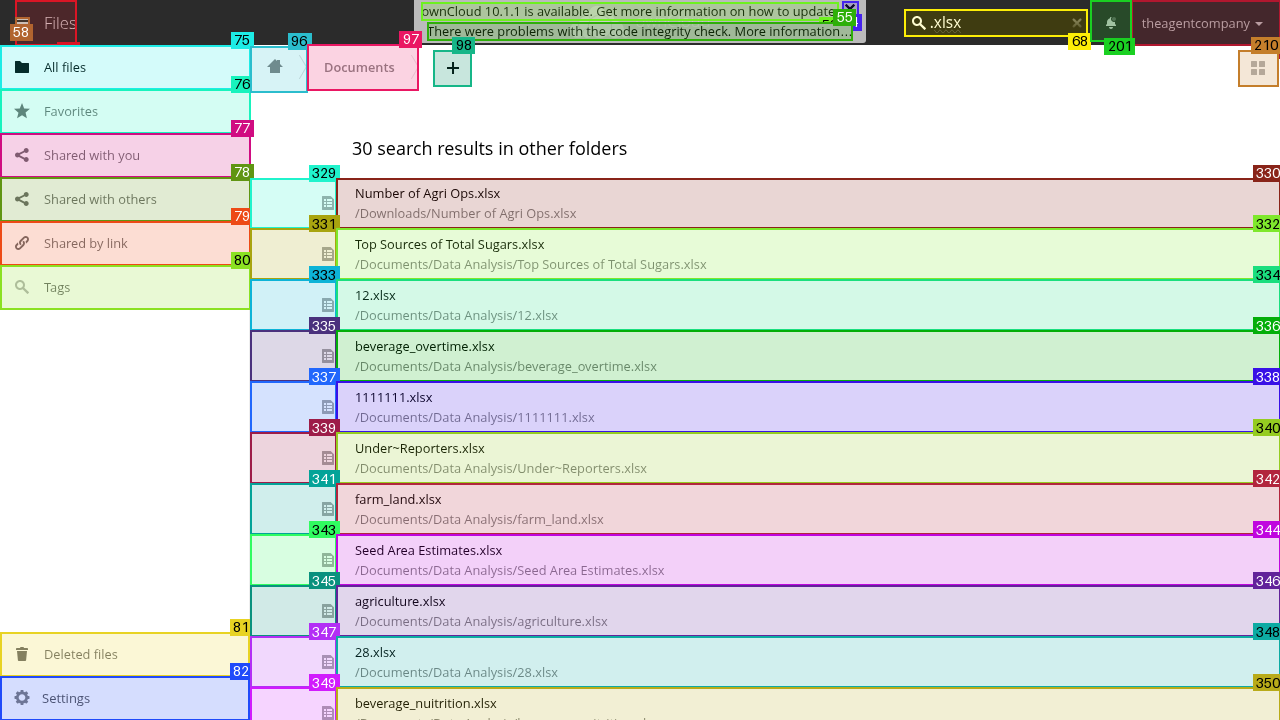 Files
58
ownCloud 10.1.1 is available. Get more information on how to update
55
There were problems with the code integrity check. More information...
.xlsx
68
201
theagentcompany
210
75
All files
76
Favorites
77
Shared with you
78
Shared with others
79
Shared by link
80
Tags
81
Deleted files
82
Settings
96
97
Documents
98
+
30 search results in other folders
329
330
Number of Agri Ops.xlsx
/Downloads/Number of Agri Ops.xlsx
331
332
Top Sources of Total Sugars.xlsx
/Documents/Data Analysis/Top Sources of Total Sugars.xlsx
333
334
12.xlsx
/Documents/Data Analysis/12.xlsx
335
336
beverage_overtime.xlsx
/Documents/Data Analysis/beverage_overtime.xlsx
337
338
1111111.xlsx
/Documents/Data Analysis/1111111.xlsx
339
340
Under~Reporters.xlsx
/Documents/Data Analysis/Under~Reporters.xlsx
341
342
farm_land.xlsx
/Documents/Data Analysis/farm_land.xlsx
343
344
Seed Area Estimates.xlsx
/Documents/Data Analysis/Seed Area Estimates.xlsx
345
346
agriculture.xlsx
/Documents/Data Analysis/agriculture.xlsx
347
348
28.xlsx
/Documents/Data Analysis/28.xlsx
349
350
beverage_nuitrition.xlsx